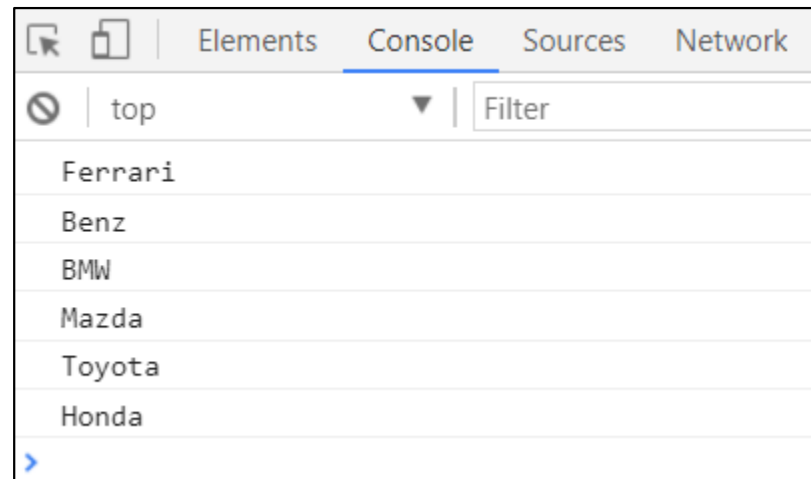 Elements Console Sources Network
top Filter
Ferrari
Benz
BMW
Mazda
Toyota
Honda